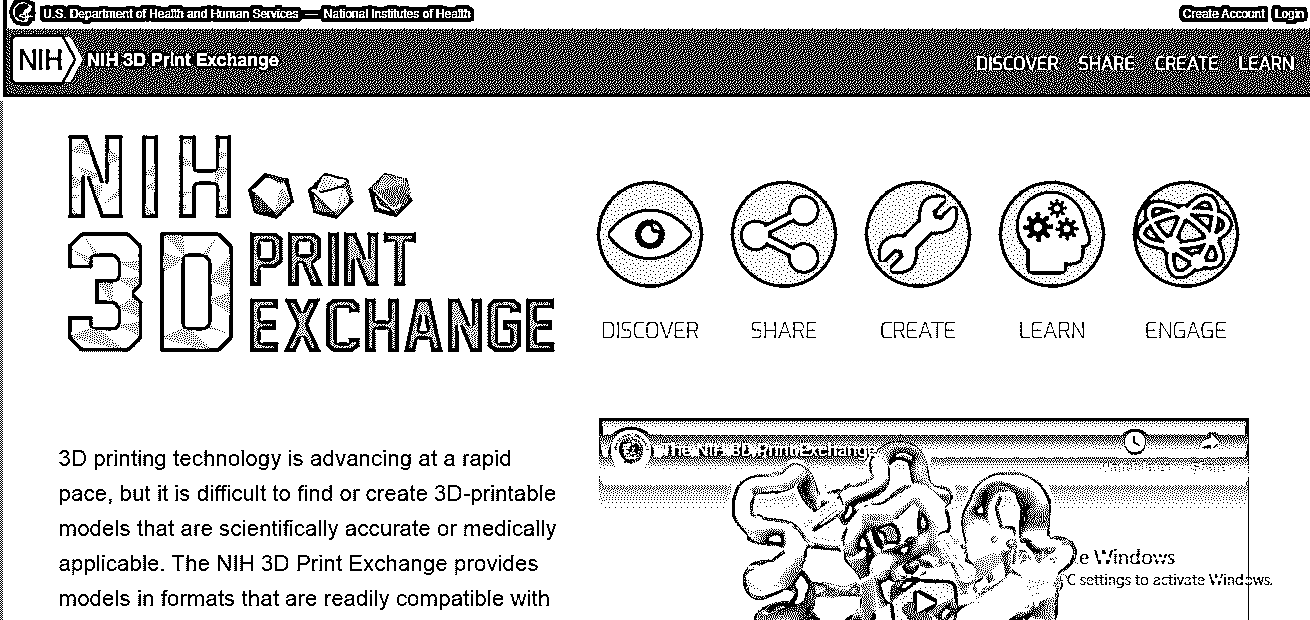 U.S. Department of Health and Human Services — National Institutes of Health
Create Account Login
NIH NIH 3D Print Exchange
DISCOVER SHARE CREATE LEARN
NIH
3D PRINT
EXCHANGE
DISCOVER SHARE CREATE LEARN ENGAGE
3D printing technology is advancing at a rapid
pace, but it is difficult to find or create 3D-printable
models that are scientifically accurate or medically
applicable. The NIH 3D Print Exchange provides
models in formats that are readily compatible with
The NIH 3D Print Exchange
e Windows
C settings to activate Windows.